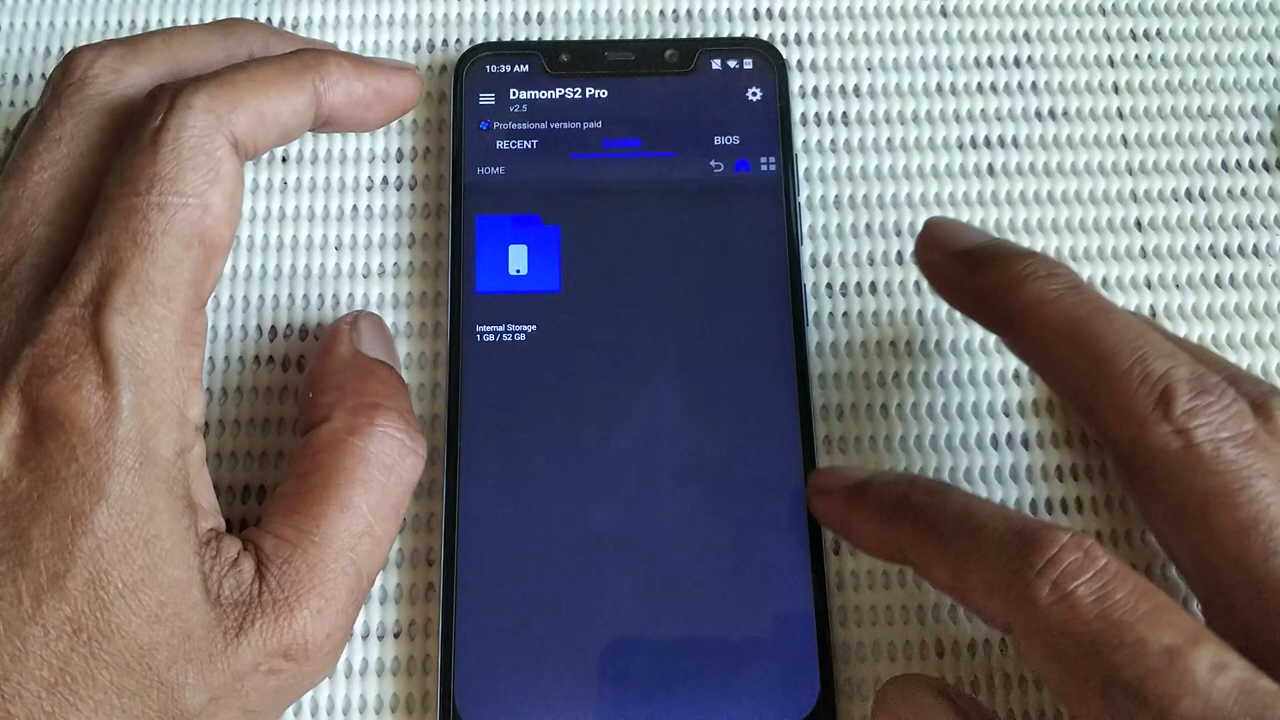 10:39 AM
DamonPS2 Pro
v2.5
Professional version paid
RECENT
GAMES
BIOS
HOME
Internal Storage
1 GB / 52 GB